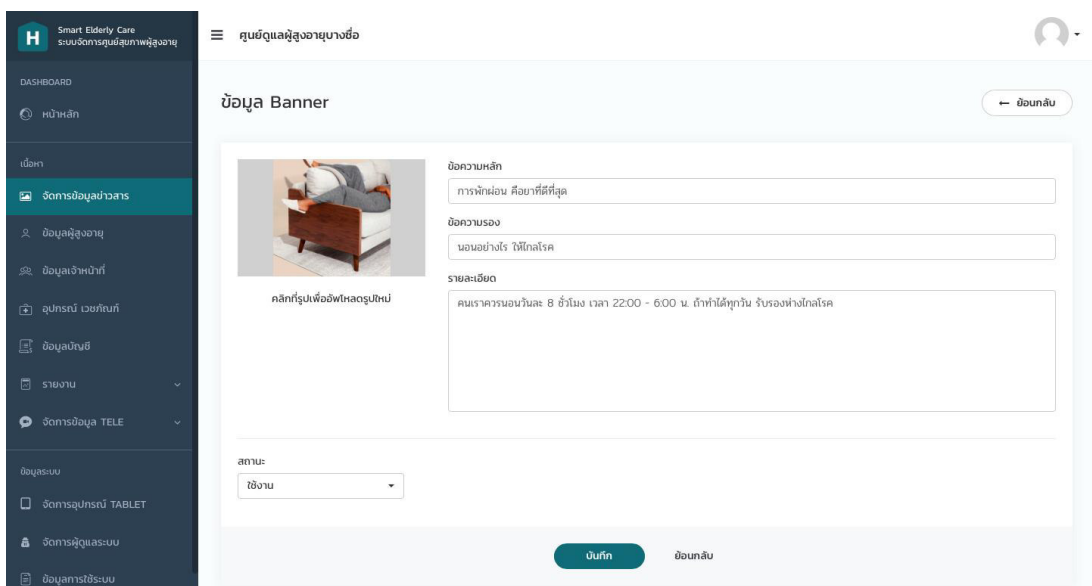 Smart Elderly Care
ระบบจัดการศูนย์สุขภาพผู้สูงอายุ
ศูนย์ดูแลผู้สูงอายุบางซื่อ
DASHBOARD
หน้าหลัก
เนื้อหา
จัดการข้อมูลข่าวสาร
ข้อมูลผู้สูงอายุ
ข้อมูลเจ้าหน้าที่
อุปกรณ์ เวชภัณฑ์
ข้อมูลบัญชี
รายงาน
จัดการข้อมูล TELE
ข้อมูลระบบ
จัดการอุปกรณ์ TABLET
จัดการผู้ดูแลระบบ
ข้อมูลการใช้ระบบ
ข้อมูล Banner
← ย้อนกลับ
คลิกที่รูปเพื่ออัพโหลดรูปใหม่
ข้อความหลัก
การพักผ่อน คือยาที่ดีที่สุด
ข้อความรอง
นอนอย่างไร ให้ไกลโรค
รายละเอียด
คนเราควรนอนวันละ 8 ชั่วโมง เวลา 22:00 - 6:00 น. ถ้าทำได้ทุกวัน รับรองห่างไกลโรค
สถานะ
ใช้งาน
บันทึก
ย้อนกลับ